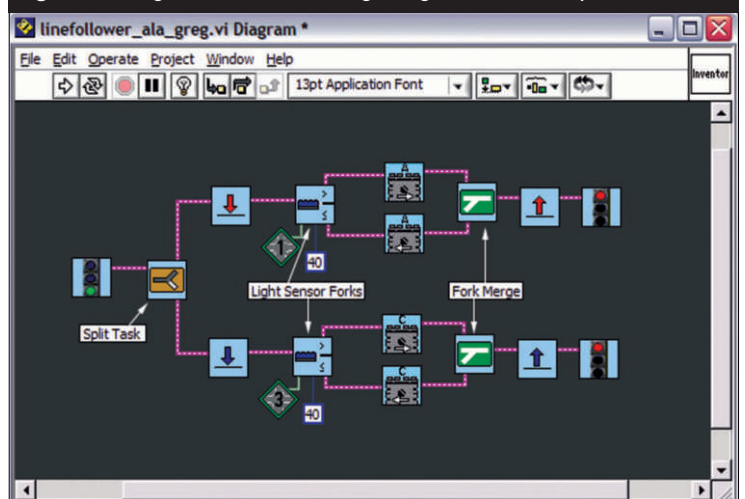 linefollower_ala_greg.vi Diagram *
File Edit Operate Project Window Help
13pt Application Font
Inventor
A
>
≤
1
A
40
Light Sensor Forks
Fork Merge
Split Task
C
>
≤
3
C
40